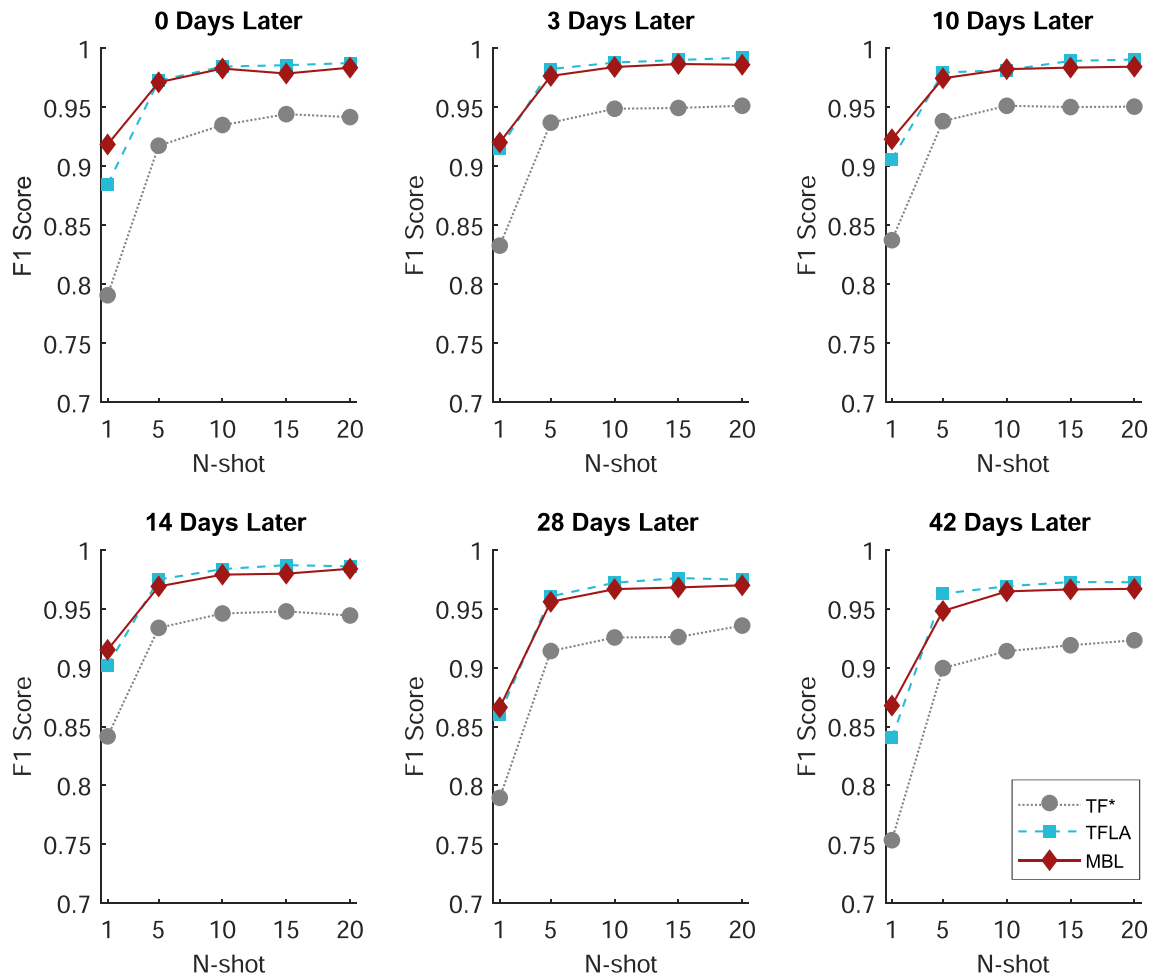 0 Days Later
3 Days Later
10 Days Later
1
0.95
0.9
0.85
0.8
0.75
0.7
F1 Score
1 5 10 15 20
N-shot
1
0.95
0.9
0.85
0.8
0.75
0.7
F1 Score
1 5 10 15 20
N-shot
1
0.95
0.9
0.85
0.8
0.75
0.7
F1 Score
1 5 10 15 20
N-shot
14 Days Later
28 Days Later
42 Days Later
1
0.95
0.9
0.85
0.8
0.75
0.7
F1 Score
1 5 10 15 20
N-shot
1
0.95
0.9
0.85
0.8
0.75
0.7
F1 Score
1 5 10 15 20
N-shot
1
0.95
0.9
0.85
0.8
0.75
0.7
F1 Score
1 5 10 15 20
N-shot
TF*
TFLA
MBL